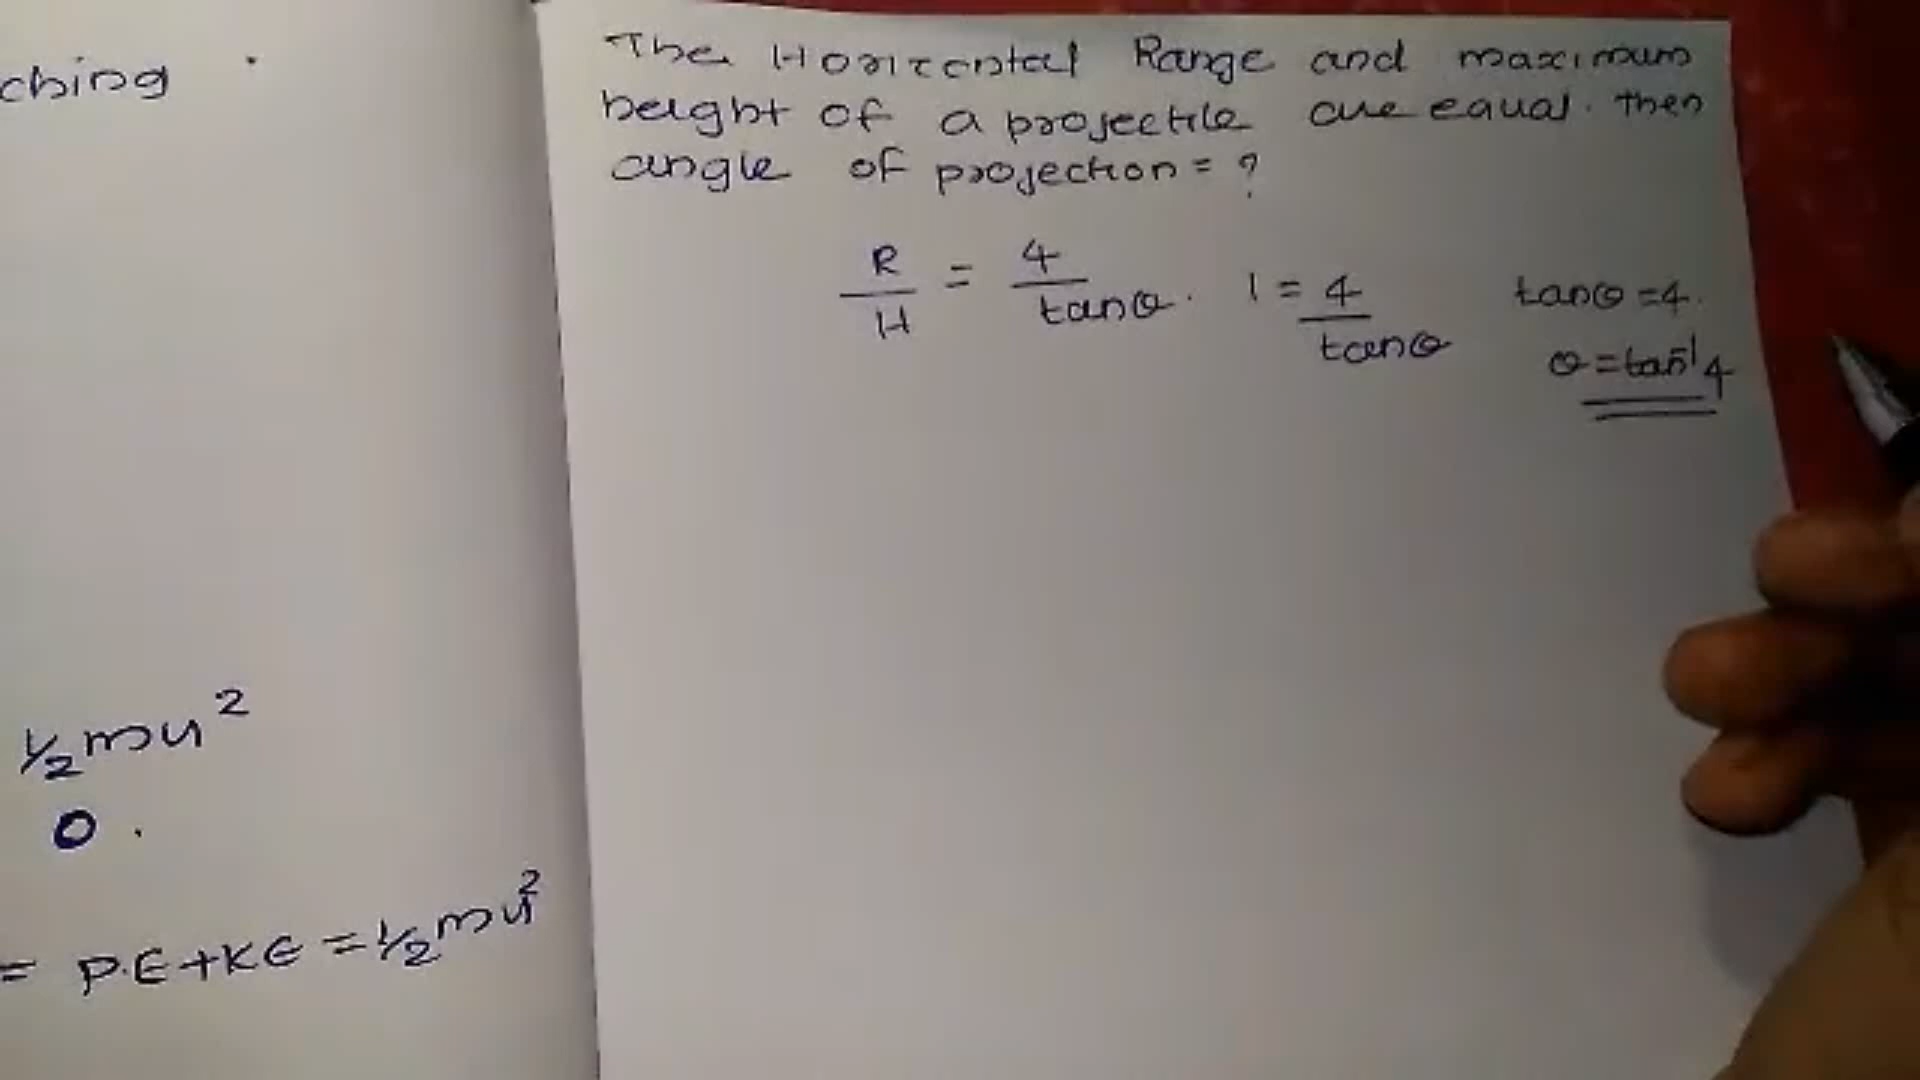 ching
1/2mu²
0.
= P.E+KE = 1/2mu²
The Horizontal Range and maximum
height of a projectile are equal. Then
angle of projection = ?
R/H = 4/tanθ. 1 = 4/tanθ tanθ = 4.
θ = tan⁻¹4